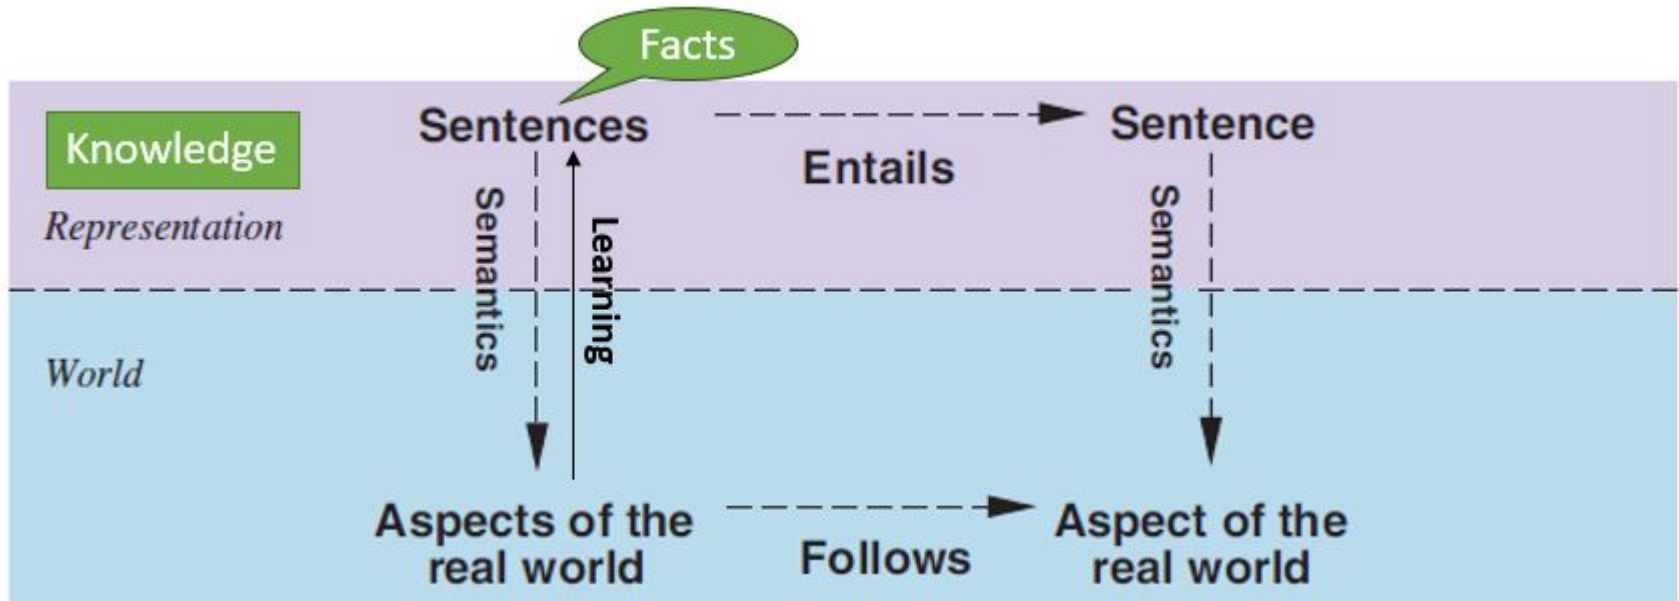 Facts
Knowledge
Representation
Sentences
Entails
Sentence
Semantics
Learning
Semantics
World
Aspects of the
real world
Follows
Aspect of the
real world